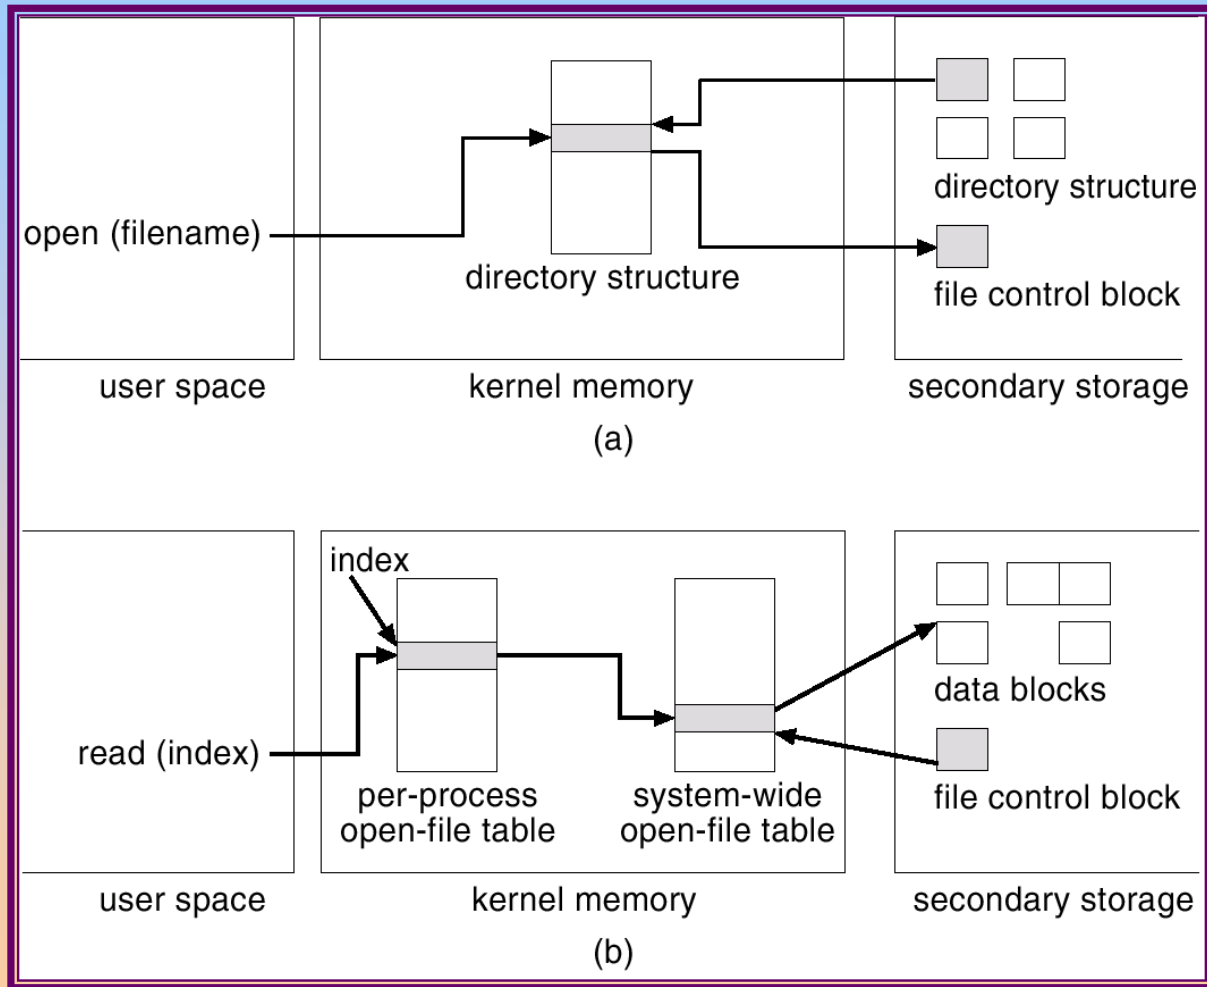 open (filename)
directory structure
directory structure
file control block
user space
kernel memory
secondary storage
(a)
index
read (index)
per-process
open-file table
system-wide
open-file table
data blocks
file control block
user space
kernel memory
secondary storage
(b)